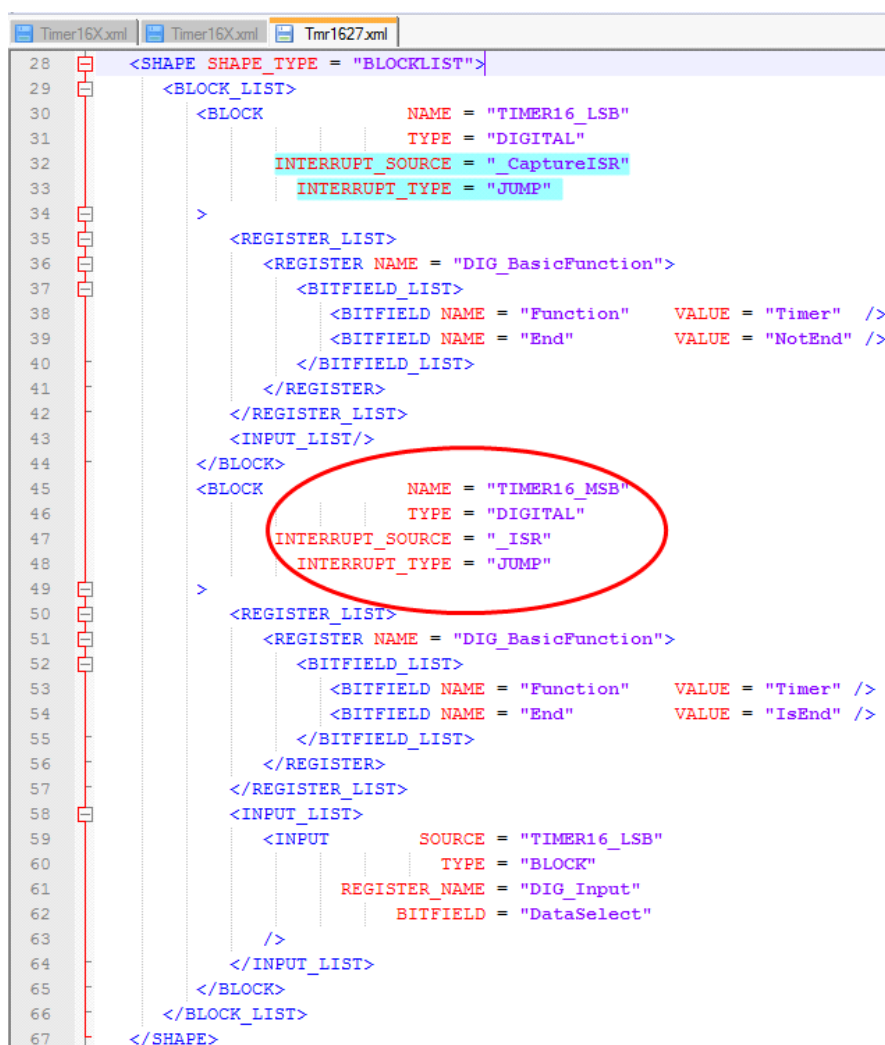 Timer16X.xml Timer16X.xml Tmr1627.xml
28 <SHAPE SHAPE_TYPE = "BLOCKLIST">
29 <BLOCK_LIST>
30 <BLOCK NAME = "TIMER16_LSB"
31 TYPE = "DIGITAL"
32 INTERRUPT_SOURCE = "_CaptureISR"
33 INTERRUPT_TYPE = "JUMP"
34 >
35 <REGISTER_LIST>
36 <REGISTER NAME = "DIG_BasicFunction">
37 <BITFIELD_LIST>
38 <BITFIELD NAME = "Function" VALUE = "Timer" />
39 <BITFIELD NAME = "End" VALUE = "NotEnd" />
40 </BITFIELD_LIST>
41 </REGISTER>
42 </REGISTER_LIST>
43 <INPUT_LIST/>
44 </BLOCK>
45 <BLOCK NAME = "TIMER16_MSB"
46 TYPE = "DIGITAL"
47 INTERRUPT_SOURCE = "_ISR"
48 INTERRUPT_TYPE = "JUMP"
49 >
50 <REGISTER_LIST>
51 <REGISTER NAME = "DIG_BasicFunction">
52 <BITFIELD_LIST>
53 <BITFIELD NAME = "Function" VALUE = "Timer" />
54 <BITFIELD NAME = "End" VALUE = "IsEnd" />
55 </BITFIELD_LIST>
56 </REGISTER>
57 </REGISTER_LIST>
58 <INPUT_LIST>
59 <INPUT SOURCE = "TIMER16_LSB"
60 TYPE = "BLOCK"
61 REGISTER_NAME = "DIG_Input"
62 BITFIELD = "DataSelect"
63 />
64 </INPUT_LIST>
65 </BLOCK>
66 </BLOCK_LIST>
67 </SHAPE>